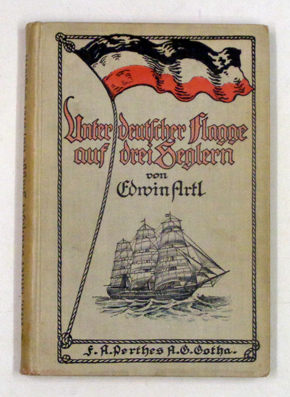 Unter deutscher Flagge
auf drei Seglern
von
Edwin Artl
F. A. Perthes A. G. Gotha.